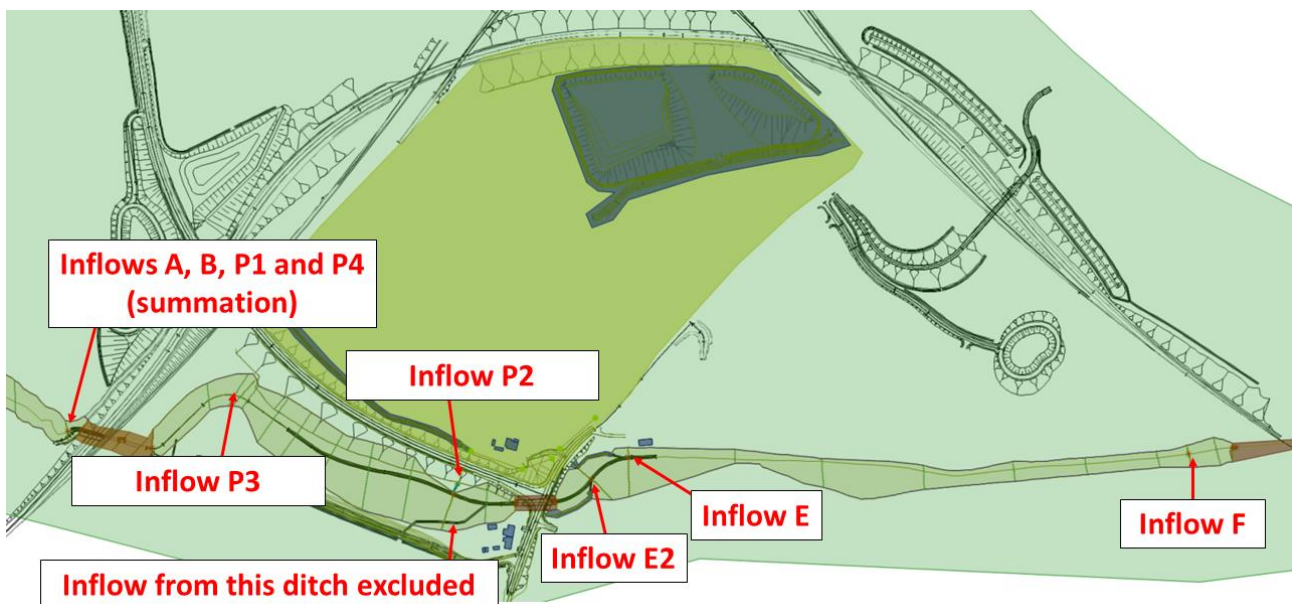 Inflows A, B, P1 and P4
(summation)
Inflow P2
Inflow P3
Inflow E
Inflow F
Inflow E2
Inflow from this ditch excluded